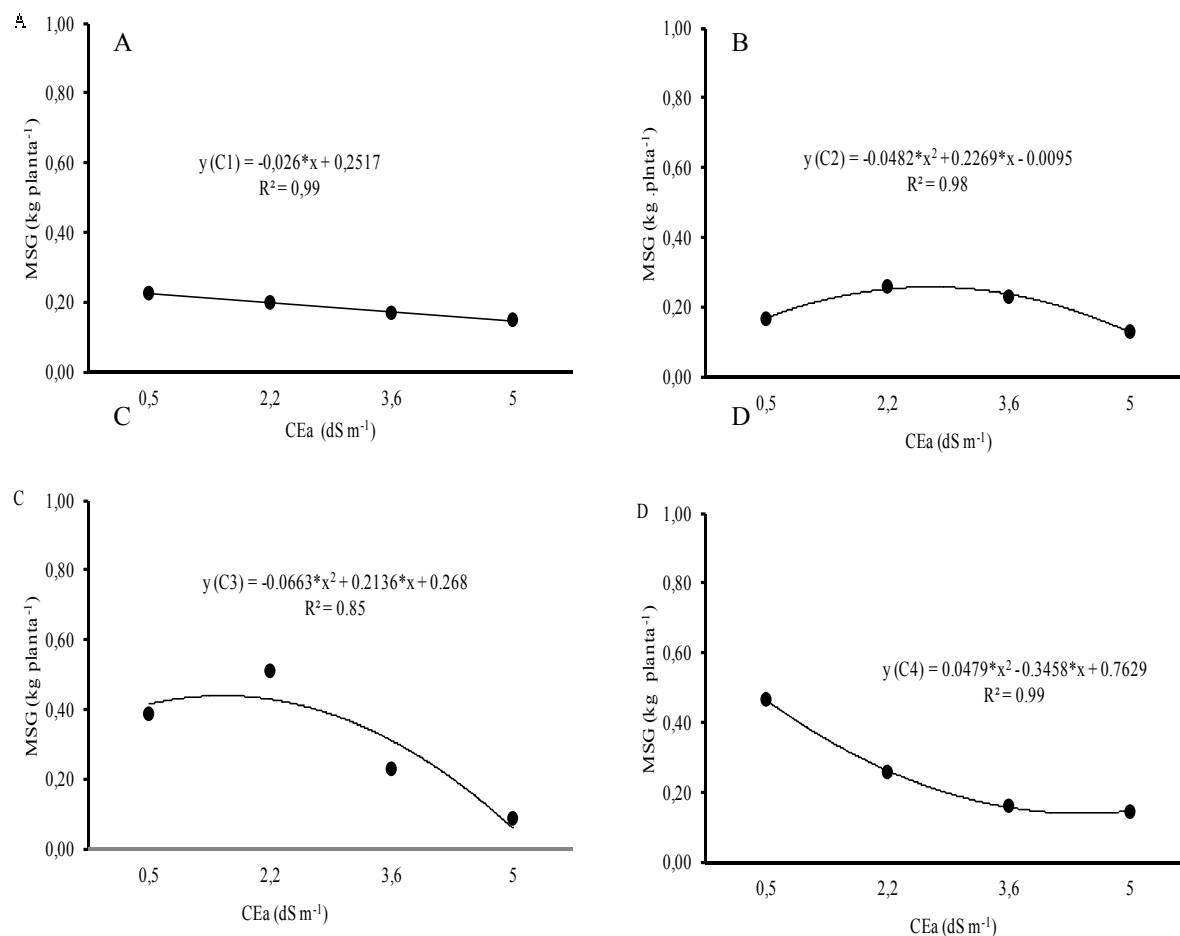 A
A
1,00
0,80
0,60
0,40
0,20
0,00
MSG (kg planta-1)
y (C1) = -0,026*x + 0,2517
R² = 0,99
0,5 2,2 3,6 5
CEa (dS m-1)
B
1,00
0,80
0,60
0,40
0,20
0,00
MSG (kg .plnta-1)
y (C2) = -0.0482*x² + 0.2269*x - 0.0095
R² = 0.98
0,5 2,2 3,6 5
CEa (dS m-1)
C
D
C
1,00
0,80
0,60
0,40
0,20
0,00
MSG (kg planta-1)
y (C3) = -0.0663*x² + 0.2136*x + 0.268
R² = 0.85
0,5 2,2 3,6 5
CEa (dS m-1)
D
1,00
0,80
0,60
0,40
0,20
0,00
MSG (kg planta-1)
y (C4) = 0.0479*x² - 0.3458*x + 0.7629
R² = 0.99
0,5 2,2 3,6 5
CEa (dS m-1)